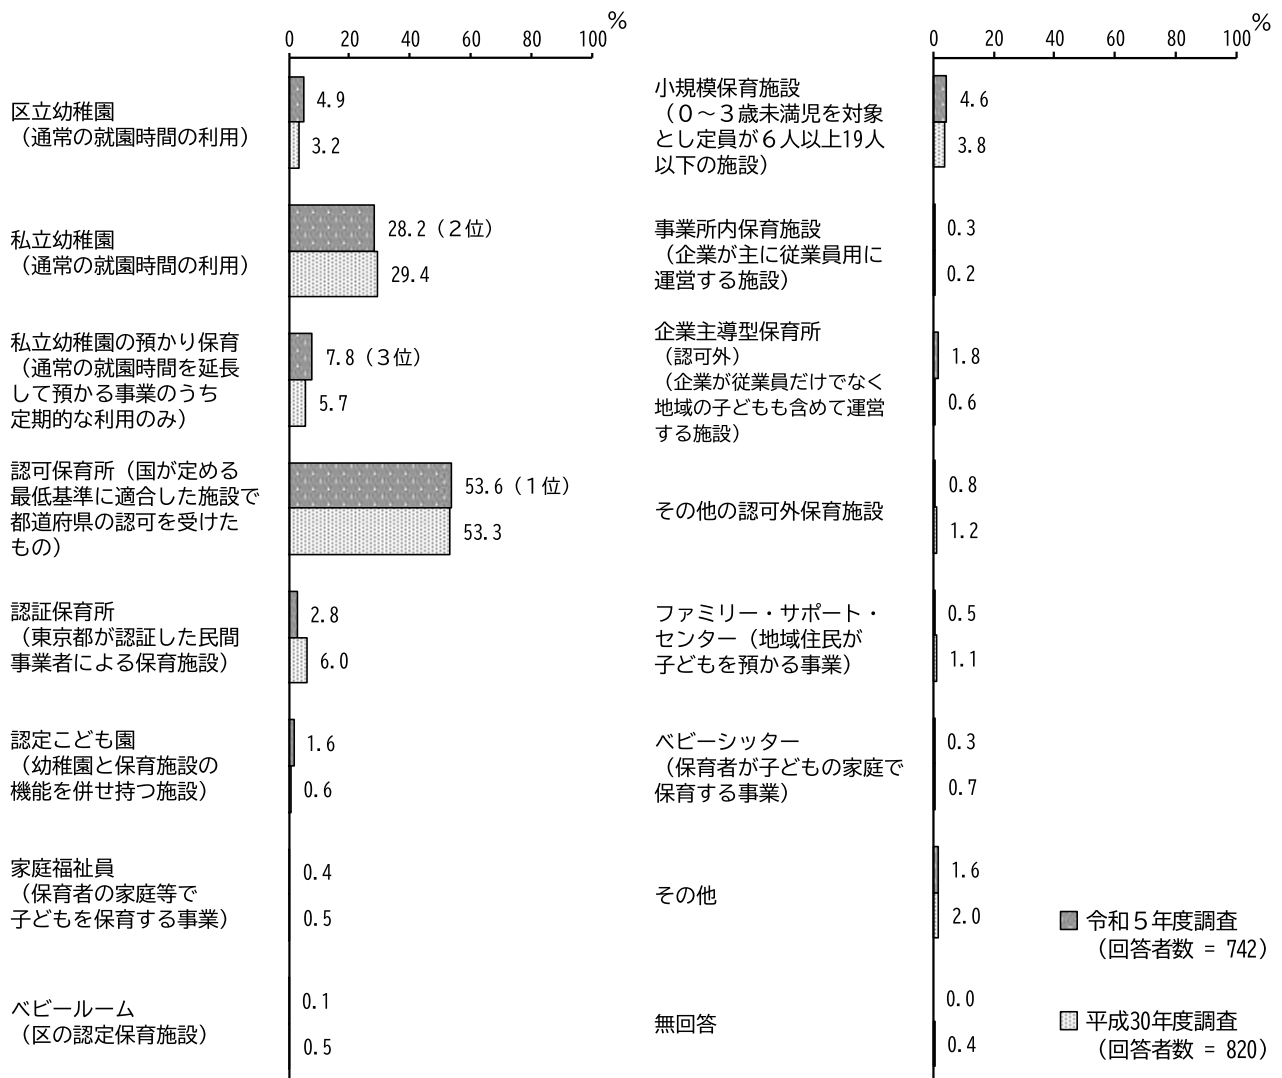 %
0 20 40 60 80 100
区立幼稚園
（通常の就園時間の利用）
4.9
3.2
私立幼稚園
（通常の就園時間の利用）
28.2（２位）
29.4
私立幼稚園の預かり保育
（通常の就園時間を延長
して預かる事業のうち
定期的な利用のみ）
7.8（３位）
5.7
認可保育所（国が定める
最低基準に適合した施設で
都道府県の認可を受けた
もの）
53.6（１位）
53.3
認証保育所
（東京都が認証した民間
事業者による保育施設）
2.8
6.0
認定こども園
（幼稚園と保育施設の
機能を併せ持つ施設）
1.6
0.6
家庭福祉員
（保育者の家庭等で
子どもを保育する事業）
0.4
0.5
ベビールーム
（区の認定保育施設）
0.1
0.5
%
0 20 40 60 80 100
小規模保育施設
（０～３歳未満児を対象
とし定員が６人以上19人
以下の施設）
4.6
3.8
事業所内保育施設
（企業が主に従業員用に
運営する施設）
0.3
0.2
企業主導型保育所
（認可外）
（企業が従業員だけでなく
地域の子どもも含めて運営
する施設）
1.8
0.6
その他の認可外保育施設
0.8
1.2
ファミリー・サポート・
センター（地域住民が
子どもを預かる事業）
0.5
1.1
ベビーシッター
（保育者が子どもの家庭で
保育する事業）
0.3
0.7
その他
1.6
2.0
無回答
0.0
0.4
令和５年度調査
（回答者数 = 742）
平成30年度調査
（回答者数 = 820）